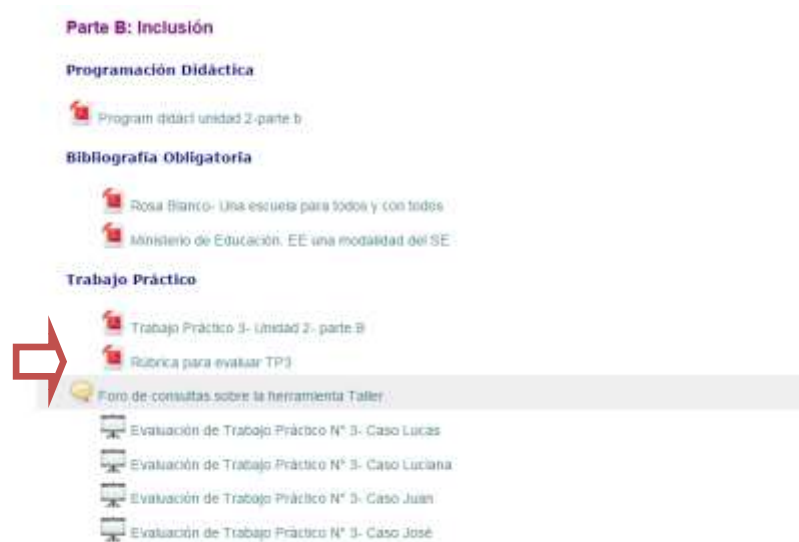 Parte B: Inclusión
Programación Didáctica
Program didáct unidad 2-parte b
Bibliografía Obligatoria
Rosa Blanco- Una escuela para todos y con todos
Ministerio de Educación. EE una modalidad del SE
Trabajo Práctico
Trabajo Práctico 3- Unidad 2- parte B
Rúbrica para evaluar TP3
Foro de consultas sobre la herramienta Taller
Evaluación de Trabajo Práctico N° 3- Caso Lucas
Evaluación de Trabajo Práctico N° 3- Caso Luciana
Evaluación de Trabajo Práctico N° 3- Caso Juan
Evaluación de Trabajo Práctico N° 3- Caso José